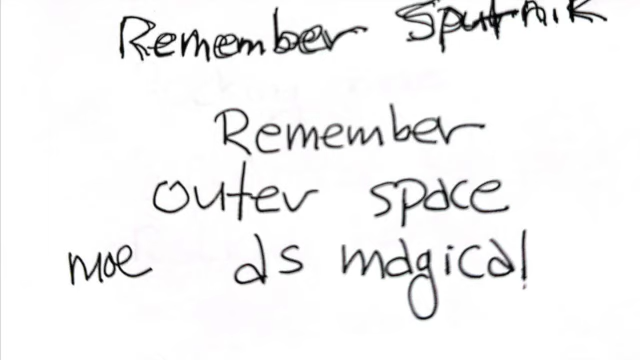 Remember Sputnik
Remember
outer space
moe as magical